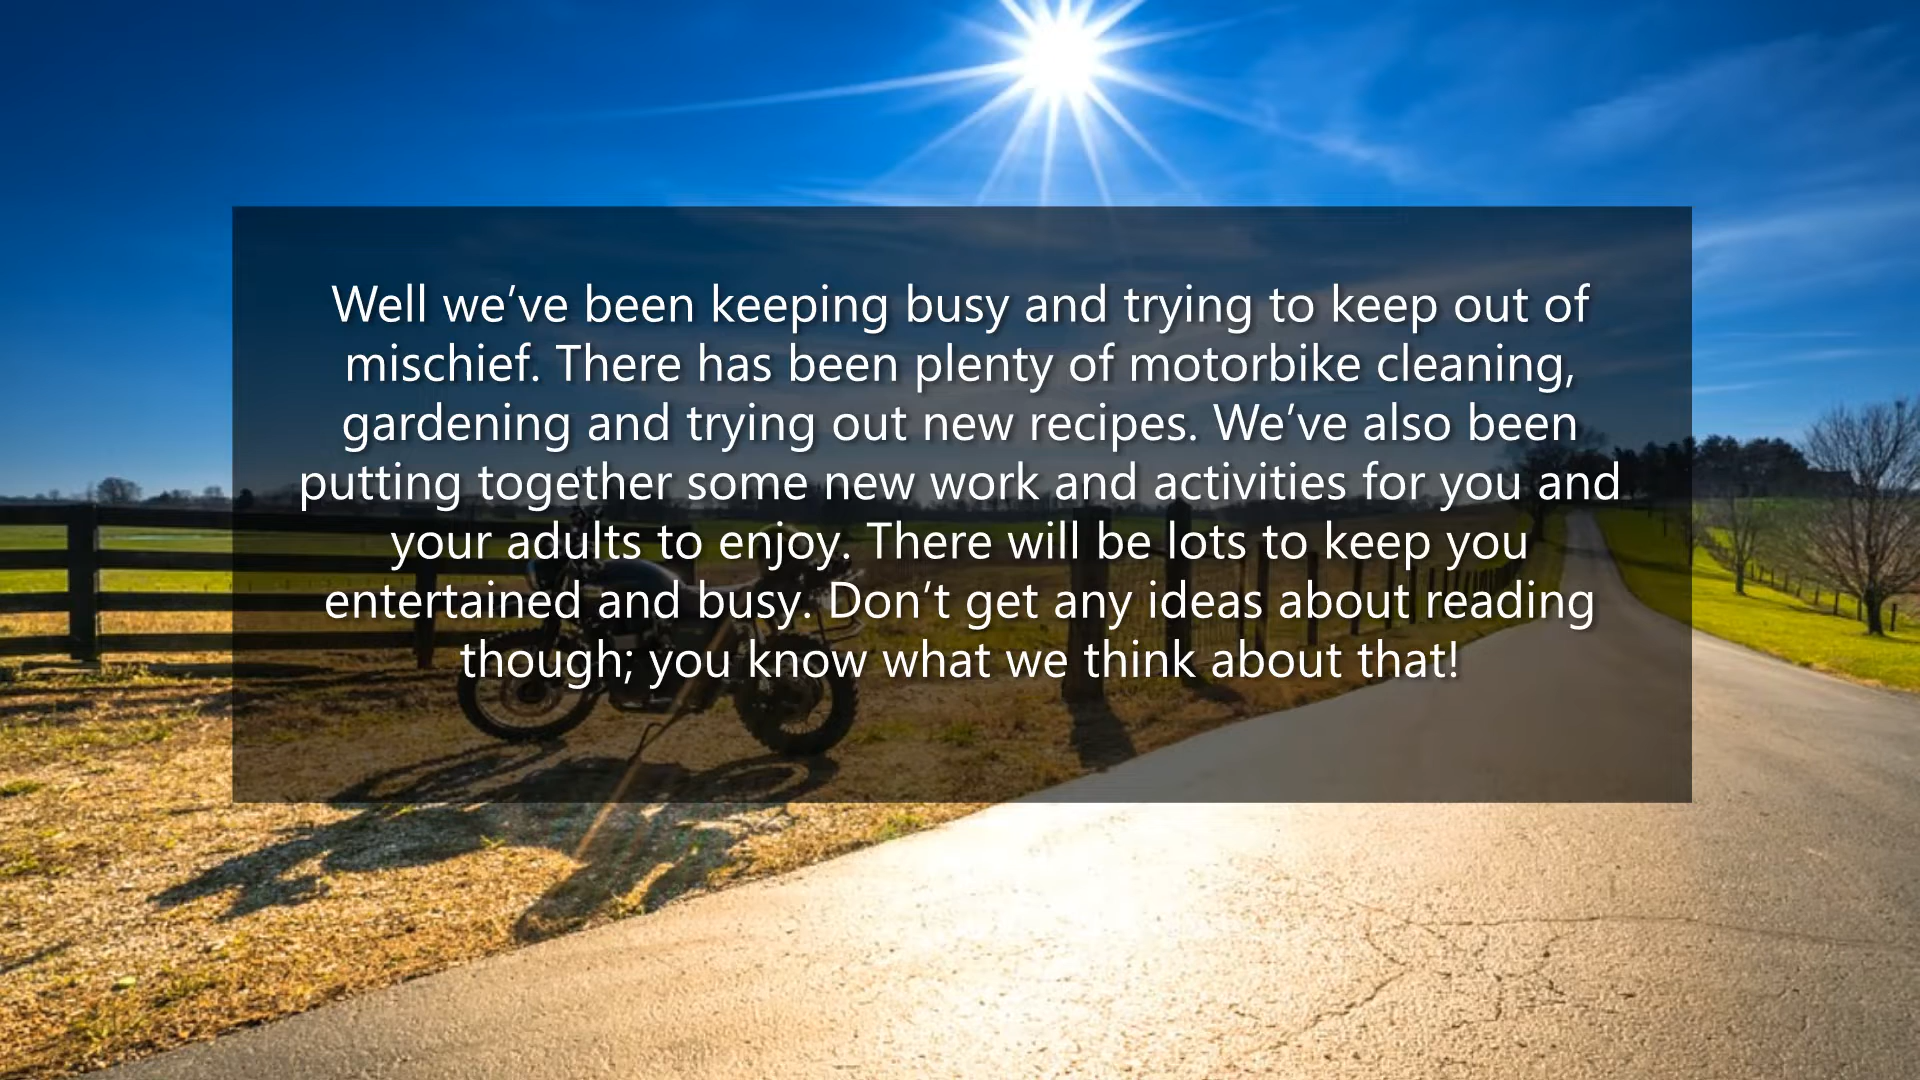 Well we’ve been keeping busy and trying to keep out of
mischief. There has been plenty of motorbike cleaning,
gardening and trying out new recipes. We’ve also been
putting together some new work and activities for you and
your adults to enjoy. There will be lots to keep you
entertained and busy. Don’t get any ideas about reading
though; you know what we think about that!